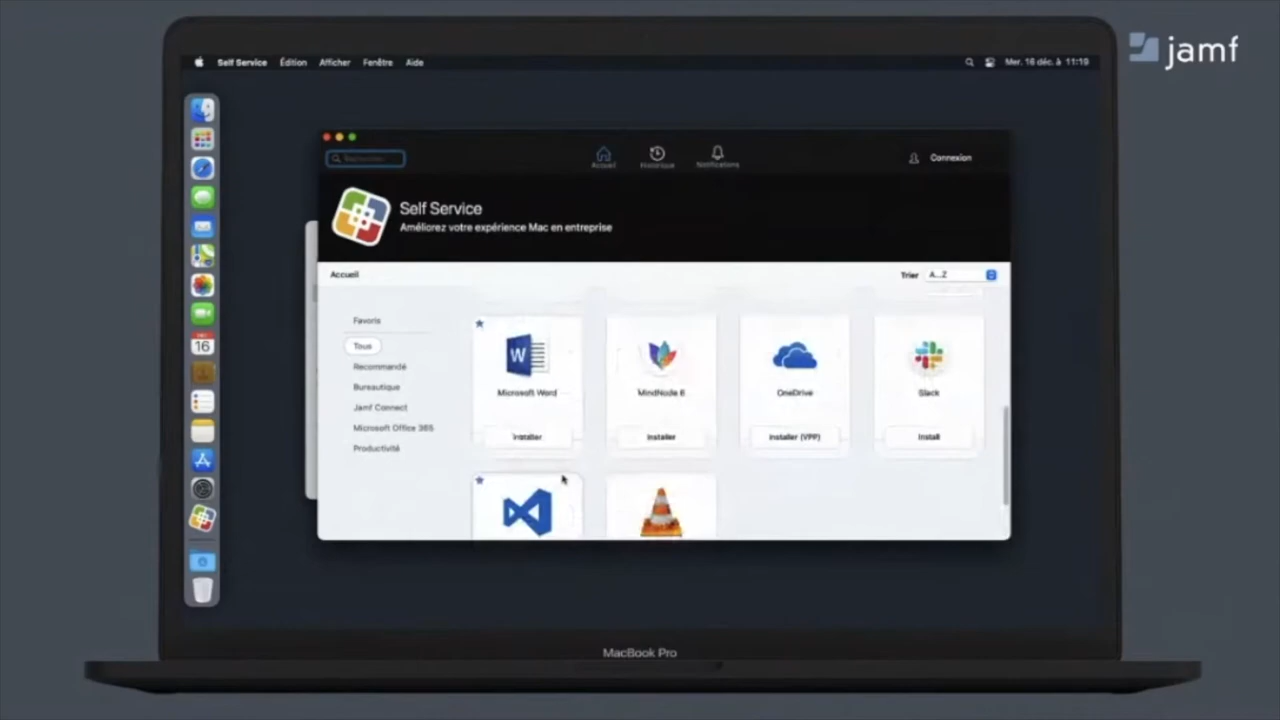 jamf
Self Service Édition Afficher Fenêtre Aide
Mer. 16 déc. à 11:19
Accueil Historique Notifications
Connexion
Self Service
Améliorez votre expérience Mac en entreprise
Accueil
Trier A...Z
Favoris
Tous
Recommandé
Bureautique
Jamf Connect
Microsoft Office 365
Productivité
Microsoft Word
MindNode 6
OneDrive
Slack
Installer
Installer
Installer (VPP)
Install
16
MacBook Pro